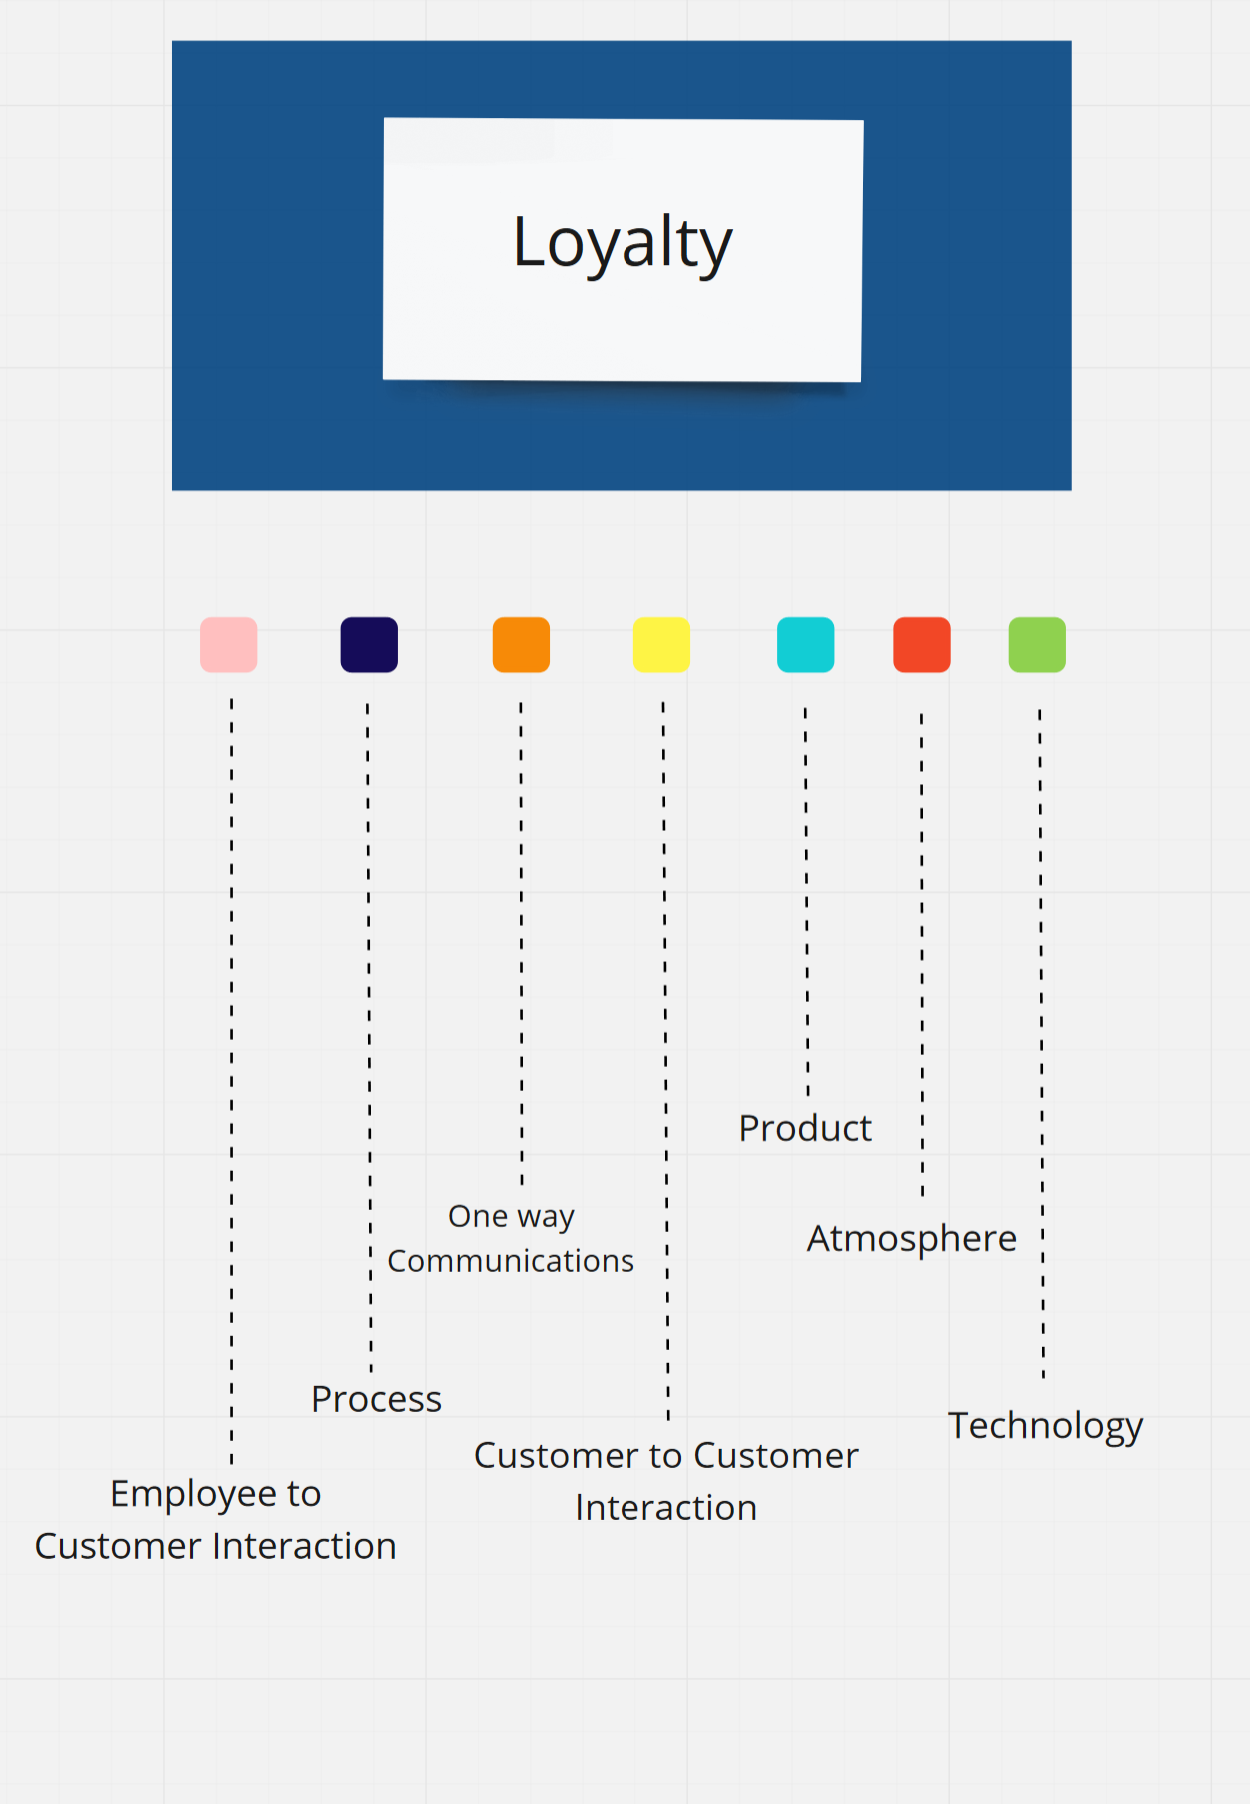 Loyalty
Product
One way
Communications
Atmosphere
Process
Technology
Customer to Customer
Interaction
Employee to
Customer Interaction